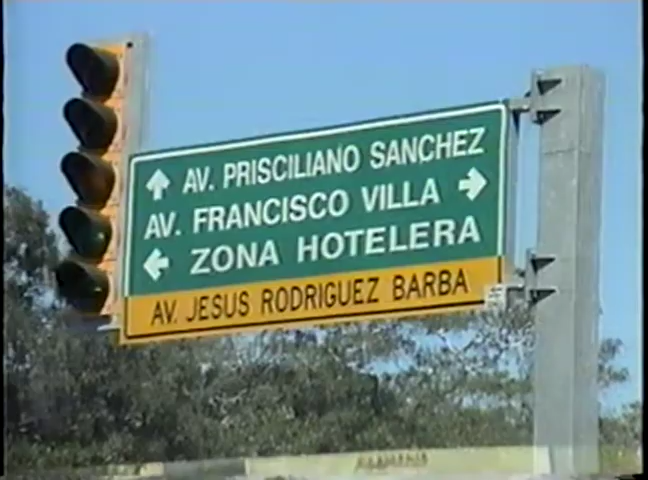 AV. PRISCILIANO SANCHEZ
AV. FRANCISCO VILLA
ZONA HOTELERA
AV. JESUS RODRIGUEZ BARBA